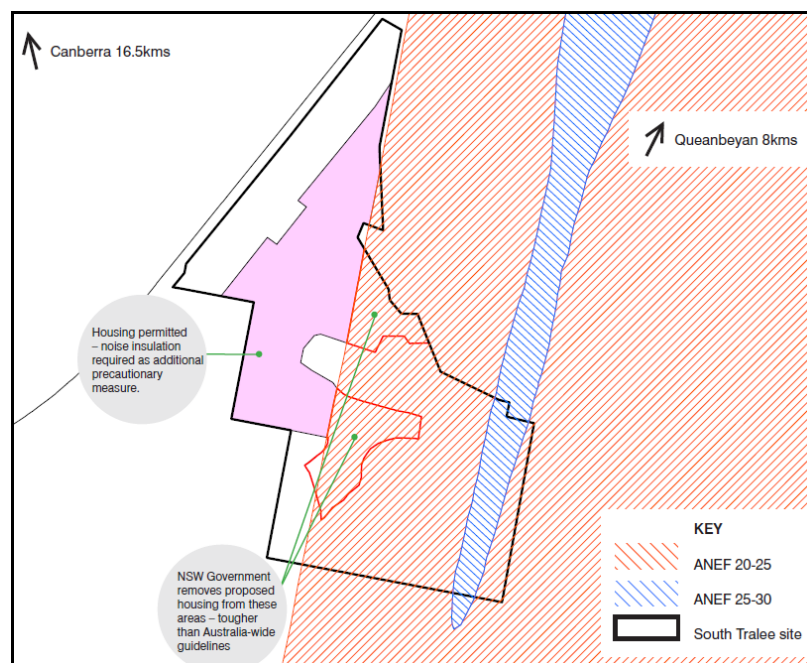 Canberra 16.5kms
Queanbeyan 8kms
Housing permitted
– noise insulation
required as additional
precautionary
measure.
NSW Government
removes proposed
housing from these
areas – tougher
than Australia-wide
guidelines
KEY
ANEF 20-25
ANEF 25-30
South Tralee site